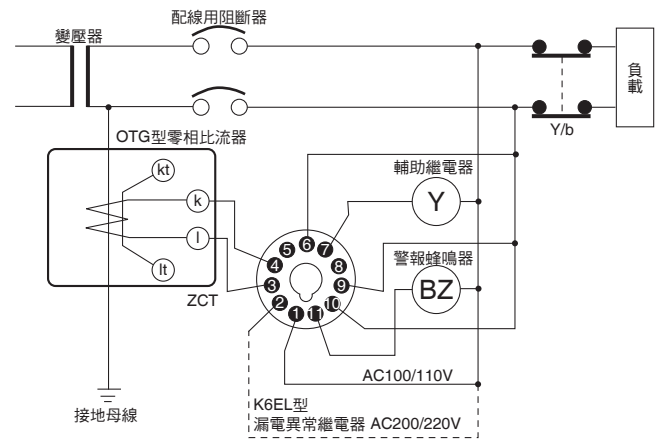 配線用阻斷器
變壓器
負載
Y/b
OTG型零相比流器
kt
k
l
lt
ZCT
輔助繼電器
Y
警報蜂鳴器
BZ
5
6
7
4
8
3
9
2
10
1
11
AC100/110V
K6EL型
漏電異常繼電器 AC200/220V
接地母線